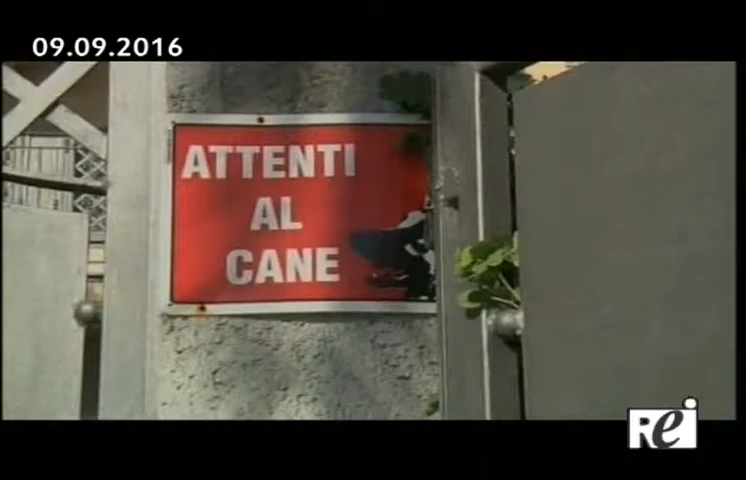 09.09.2016
ATTENTI
AL
CANE
Rei